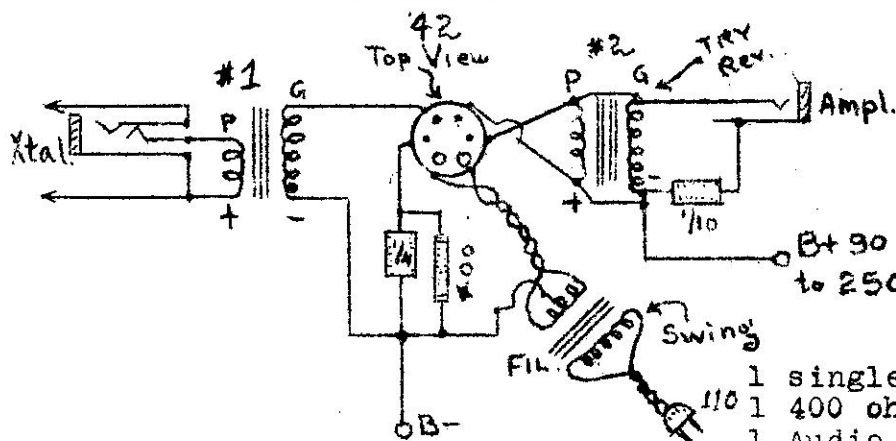 '42
Top View
#1
#2
TRY
Rev.
P
G
P
G
Xtal.
Ampl.
+
-
+
-
1/4
400
1/10
B+ 90
to 250
Swing
FIL.
110
B-
1 single
1 400 oh
1 Audio